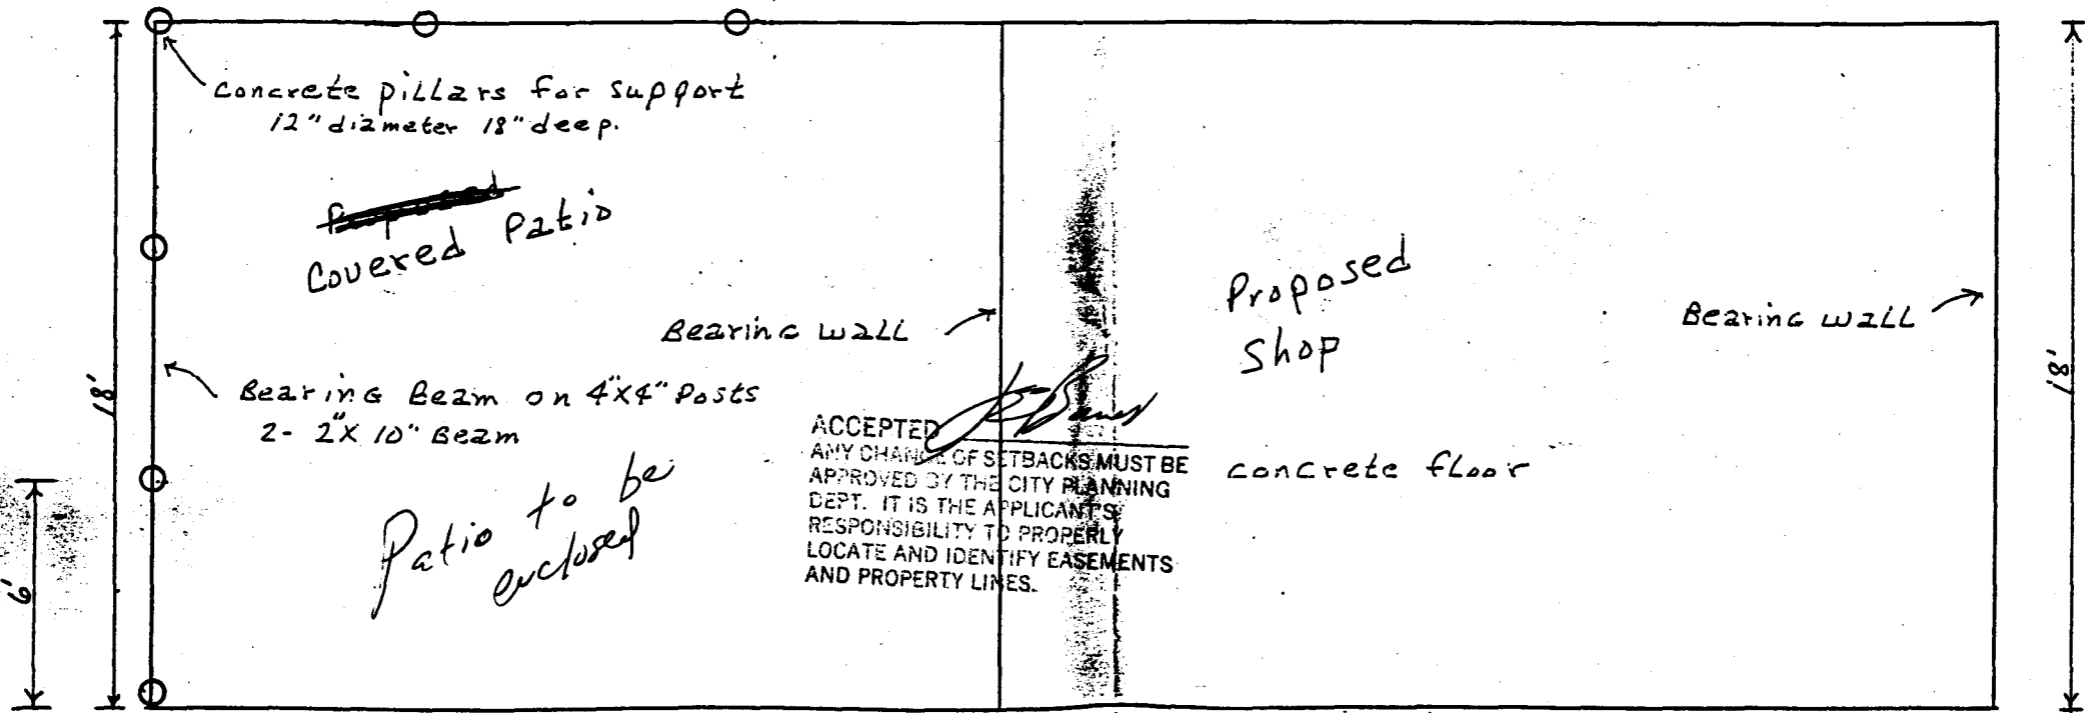 concrete pillars for support
12" diameter 18" deep.
Proposed
Covered Patio
Bearing wall
Proposed
Shop
Bearing wall
18'
Bearing Beam on 4"x4" Posts
2- 2"x 10" Beam
18'
ACCEPTED
ANY CHANGE OF SETBACKS MUST BE
APPROVED BY THE CITY PLANNING
DEPT. IT IS THE APPLICANT'S
RESPONSIBILITY TO PROPERLY
LOCATE AND IDENTIFY EASEMENTS
AND PROPERTY LINES.
concrete floor
Patio to be
enclosed
6'